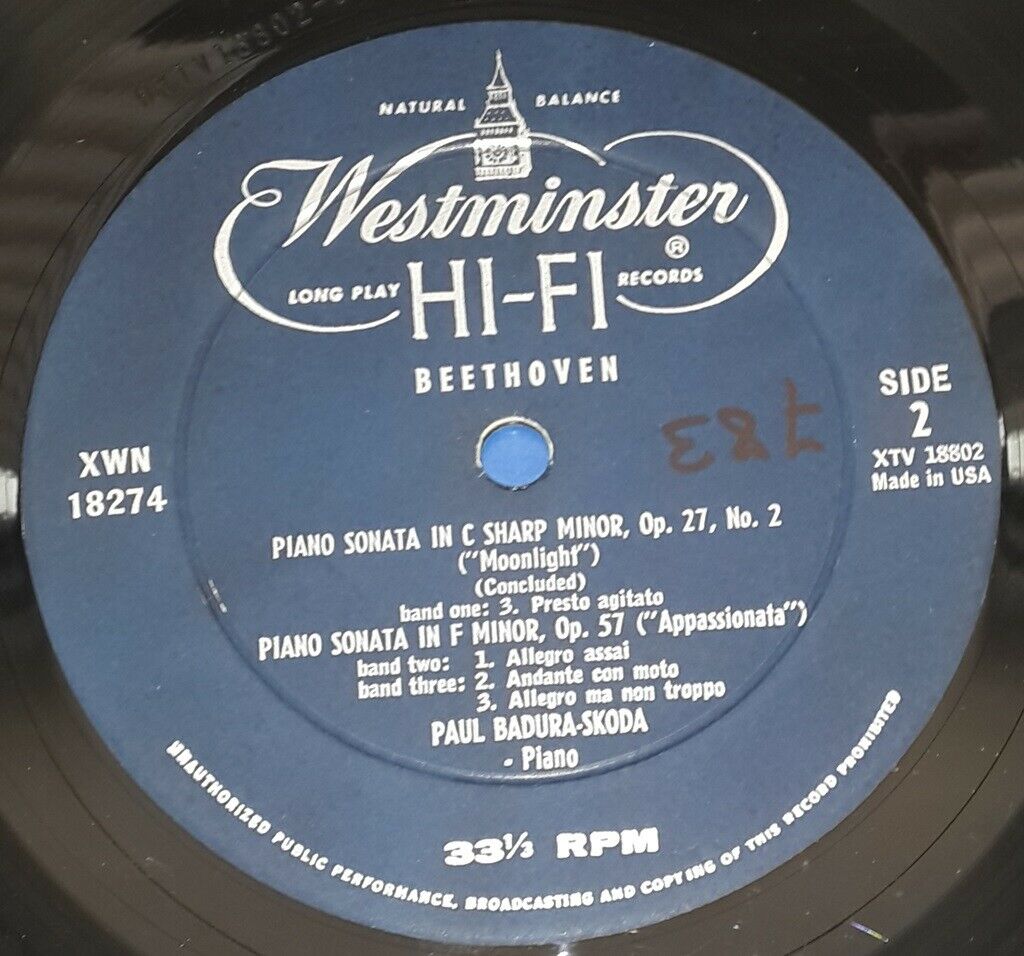 NATURAL BALANCE
Westminster
®
LONG PLAY HI-FI RECORDS
BEETHOVEN
SIDE
2
XTV 18802
Made in USA
XWN
18274
783
PIANO SONATA IN C SHARP MINOR, Op. 27, No. 2
("Moonlight")
(Concluded)
band one: 3. Presto agitato
PIANO SONATA IN F MINOR, Op. 57 ("Appassionata")
band two: 1. Allegro assai
band three: 2. Andante con moto
3. Allegro ma non troppo
PAUL BADURA-SKODA
- Piano
33⅓ RPM
UNAUTHORIZED PUBLIC PERFORMANCE, BROADCASTING AND COPYING OF THIS RECORD PROHIBITED